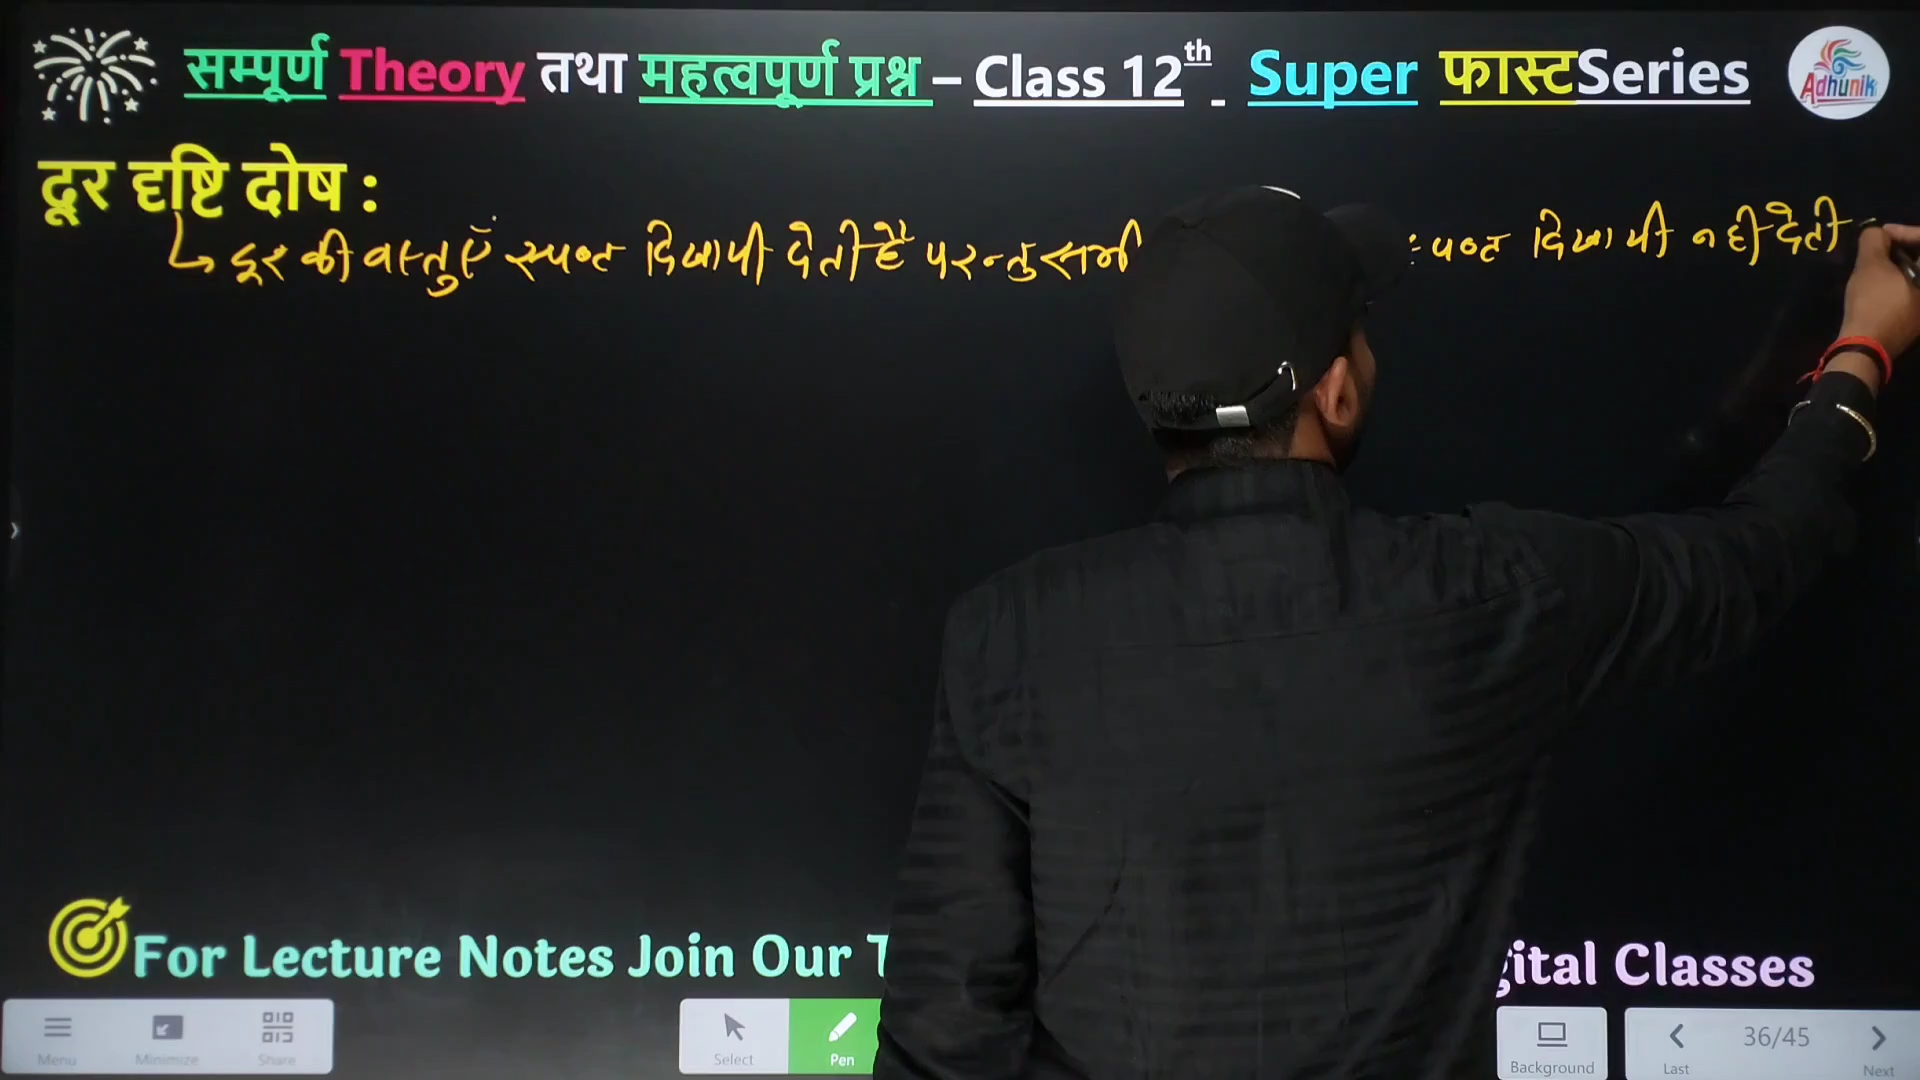 सम्पूर्ण Theory तथा महत्वपूर्ण प्रश्न – Class 12th - Super फास्टSeries
Adhunik
दूर दृष्टि दोष :
दूर की वस्तुएँ स्पष्ट दिखायी देती हैं परन्तु दिखायी नही देती
For Lecture Notes Join Our
Classes
Menu Minimize Share Select Pen Background Last 36/45 Next